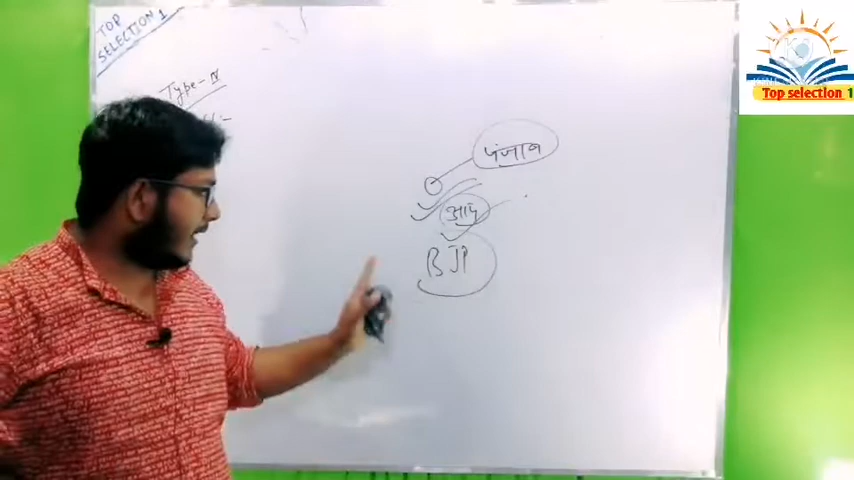 TOP
SELECTION 1
Type-IV
पंजाब
आप
BJP
Top selection 1